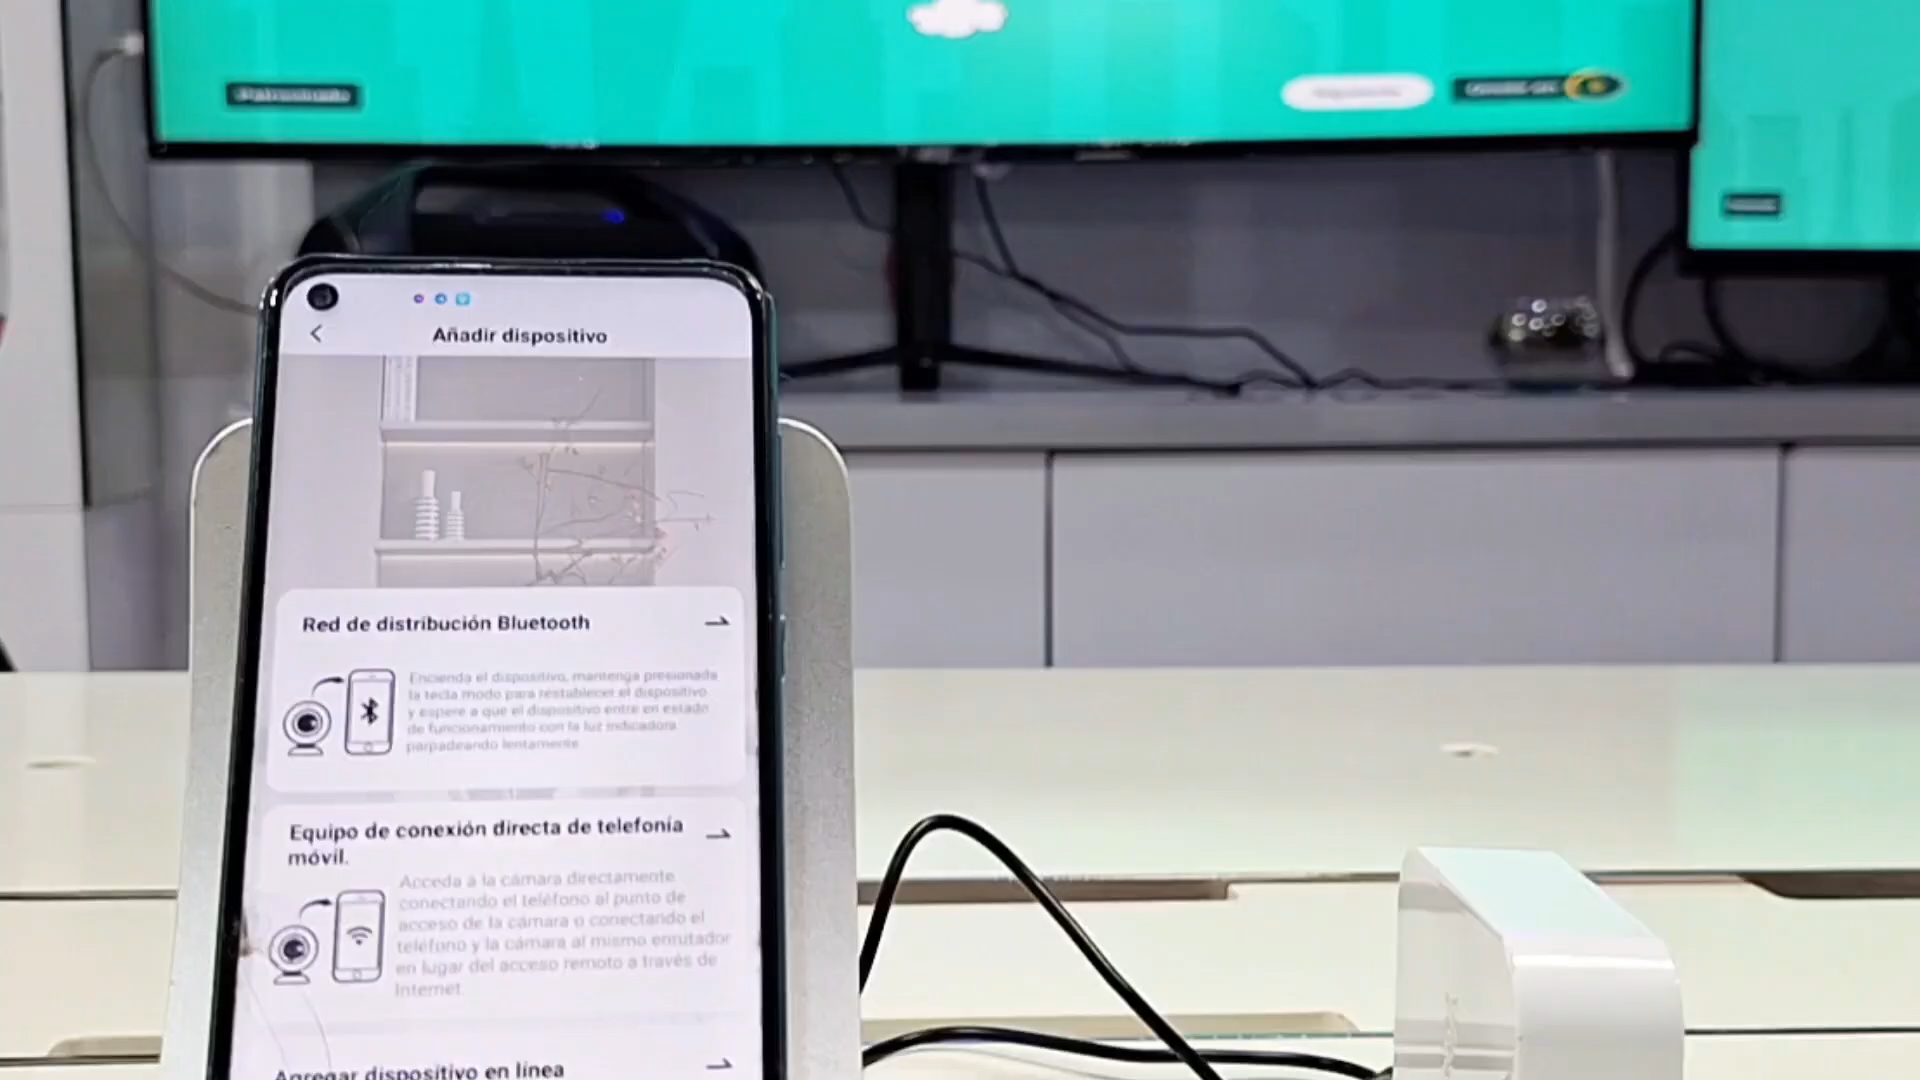 Añadir dispositivo
Red de distribución Bluetooth
Encienda el dispositivo, mantenga presionada
la tecla modo para restablecer el dispositivo
y espere a que el dispositivo entre en estado
de funcionamiento con la luz indicadora
parpadeando lentamente
Equipo de conexión directa de telefonía
móvil.
Acceda a la cámara directamente
conectando el teléfono al punto de
acceso de la cámara o conectando el
teléfono y la cámara al mismo enrutador
en lugar del acceso remoto a través de
Internet.
Agregar dispositivo en línea